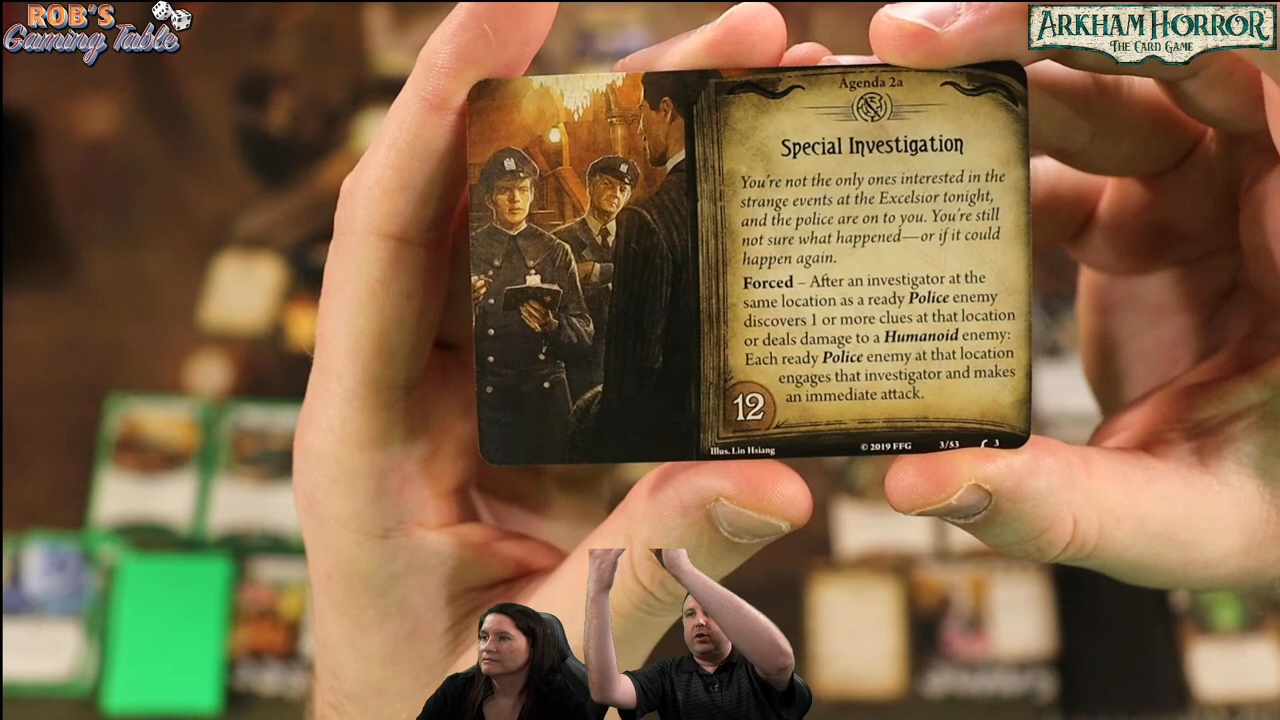 ROB'S
Gaming Table
ARKHAM HORROR
THE CARD GAME
Agenda 2a
Special Investigation
You're not the only ones interested in the
strange events at the Excelsior tonight,
and the police are on to you. You're still
not sure what happened—or if it could
happen again.
Forced – After an investigator at the
same location as a ready Police enemy
discovers 1 or more clues at that location
or deals damage to a Humanoid enemy:
Each ready Police enemy at that location
engages that investigator and makes
an immediate attack.
12
Illus. Lin Hsiang
© 2019 FFG
3/53
3